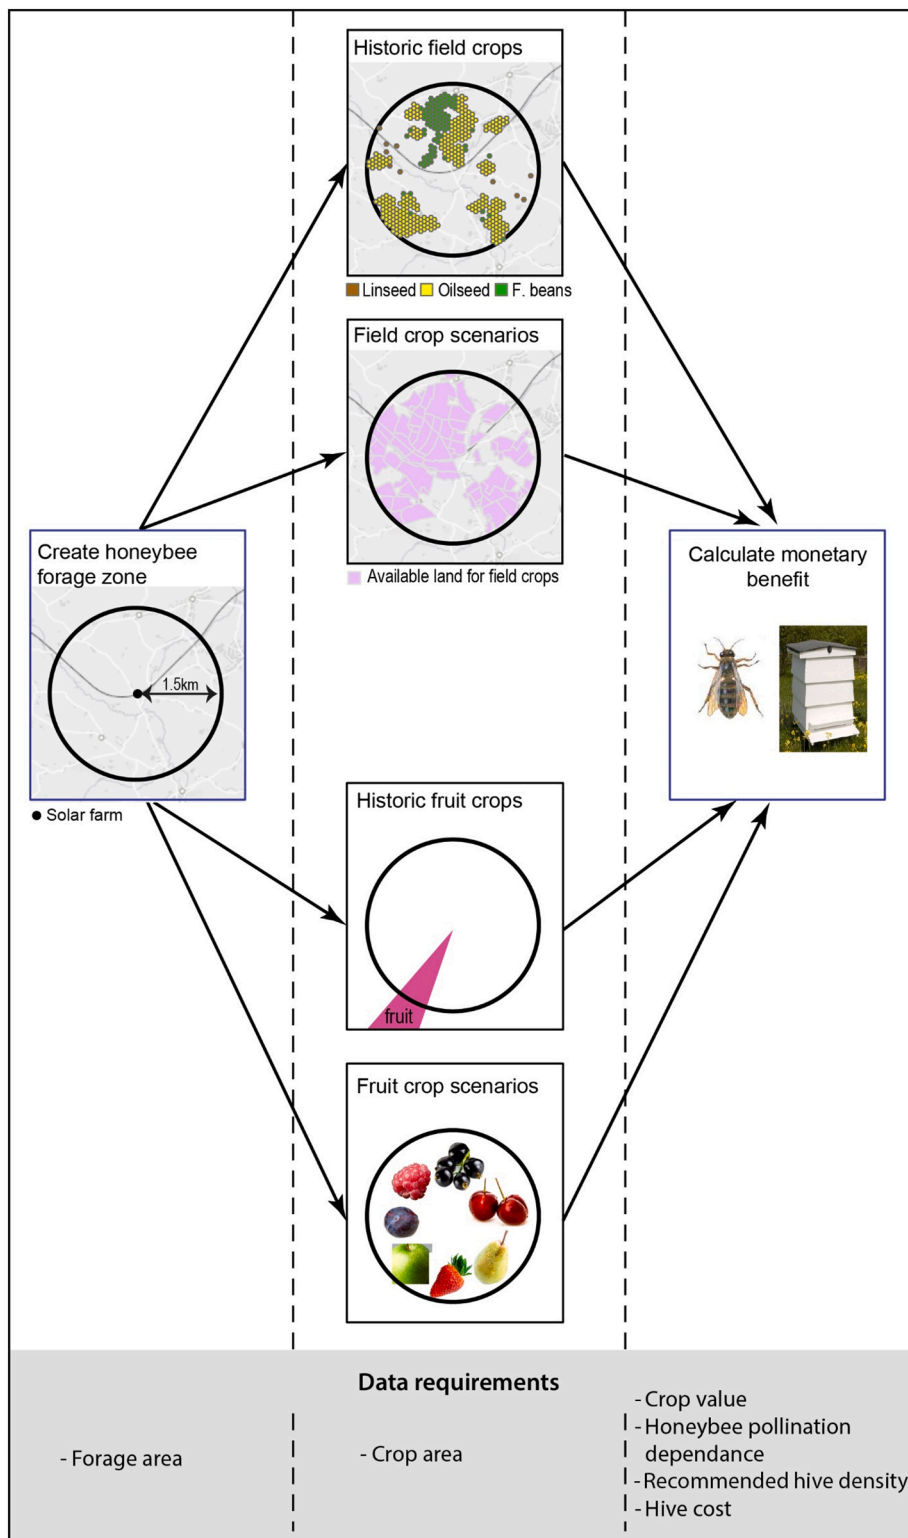 Historic field crops
Linseed Oilseed F. beans
Field crop scenarios
Available land for field crops
Create honeybee
forage zone
1.5km
Solar farm
Calculate monetary
benefit
Historic fruit crops
fruit
Fruit crop scenarios
Data requirements
- Forage area
- Crop area
- Crop value
- Honeybee pollination
dependance
- Recommended hive density
- Hive cost